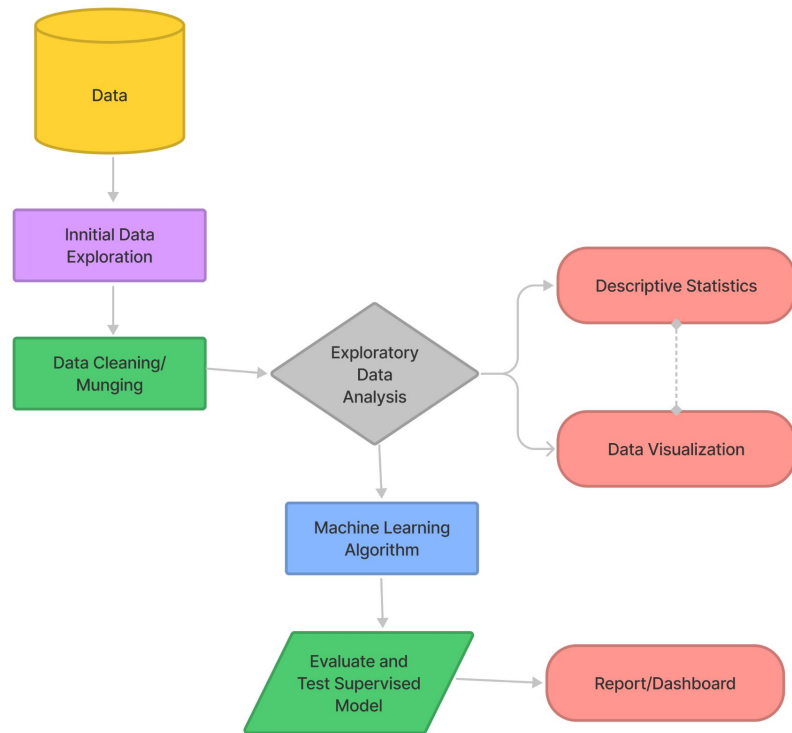 Data
Innitial Data
Exploration
Data Cleaning/
Munging
Exploratory
Data
Analysis
Descriptive Statistics
Data Visualization
Machine Learning
Algorithm
Evaluate and
Test Supervised
Model
Report/Dashboard